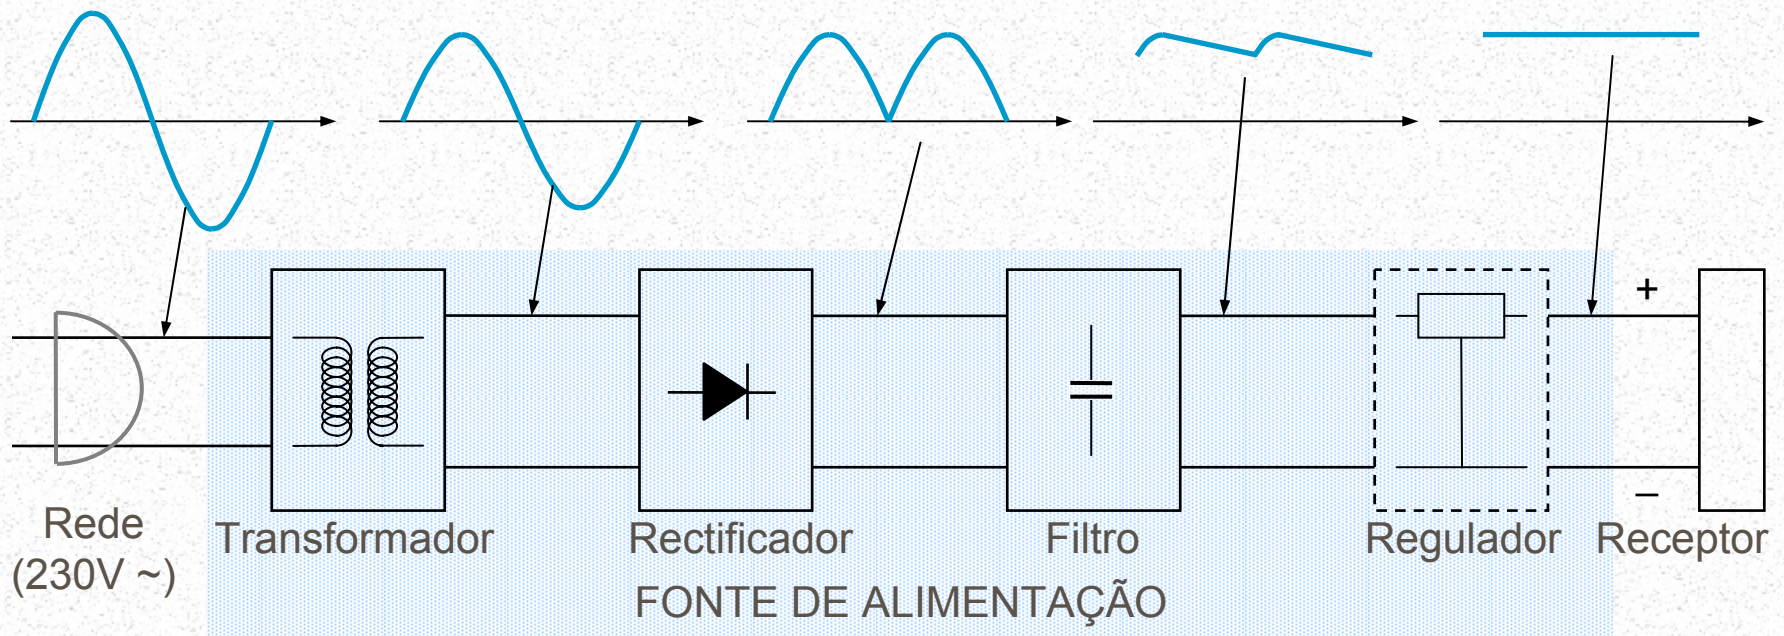 +
–
Rede
(230V ~)
Transformador
Rectificador
Filtro
Regulador
Receptor
FONTE DE ALIMENTAÇÃO